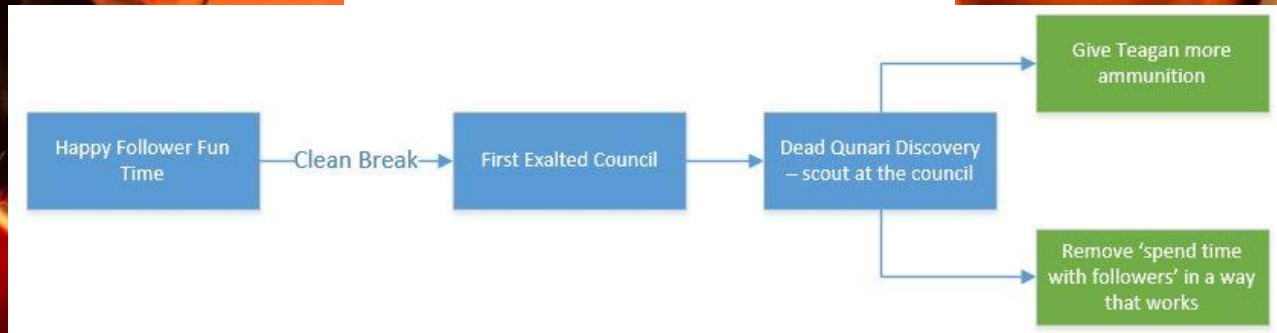 Happy Follower Fun
Time
Clean Break
First Exalted Council
Dead Qunari Discovery
– scout at the council
Give Teagan more
ammunition
Remove ‘spend time
with followers’ in a way
that works